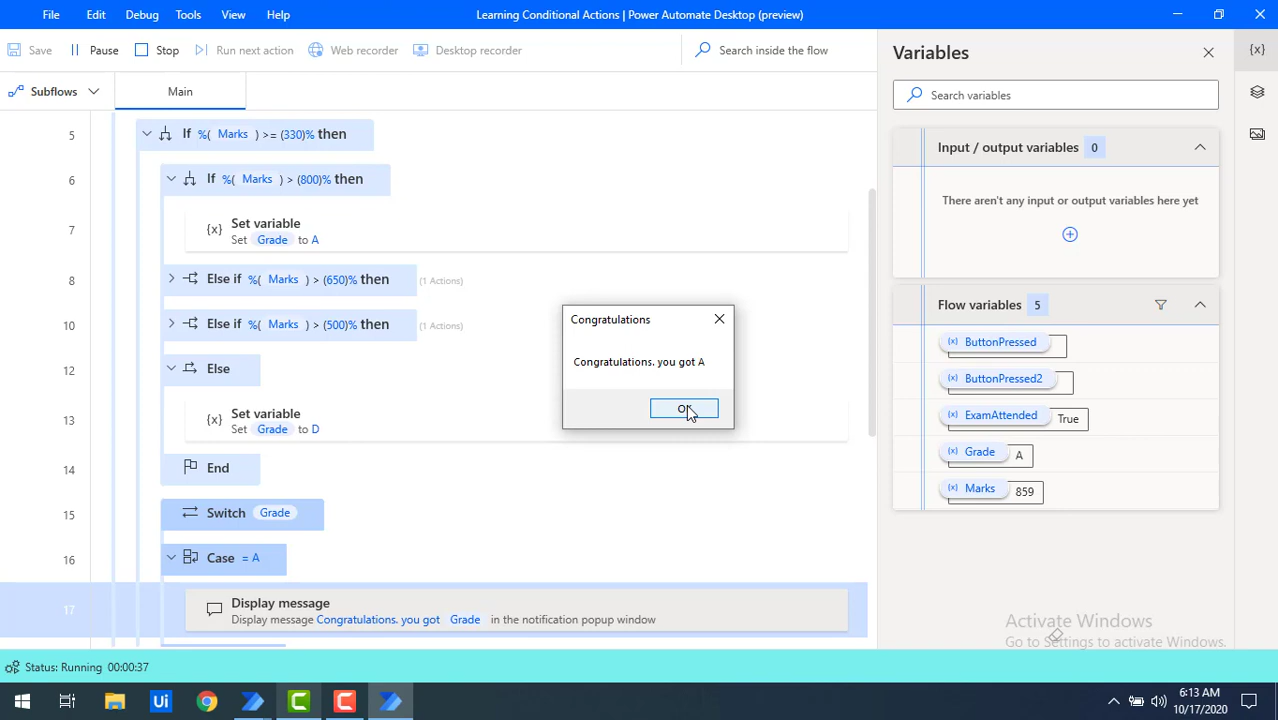 File Edit Debug Tools View Help Learning Conditional Actions | Power Automate Desktop (preview)
Save Pause Stop Run next action Web recorder Desktop recorder Search inside the flow
Subflows Main
5 If %( Marks ) >= (330)% then
6 If %( Marks ) > (800)% then
7 Set variable
Set Grade to A
8 Else if %( Marks ) > (650)% then (1 Actions)
10 Else if %( Marks ) > (500)% then (1 Actions)
12 Else
13 Set variable
Set Grade to D
14 End
15 Switch Grade
16 Case = A
17 Display message
Display message Congratulations. you got Grade in the notification popup window
Congratulations
Congratulations. you got A
OK
Variables
{x}
Search variables
Input / output variables 0
There aren't any input or output variables here yet
Flow variables 5
ButtonPressed
ButtonPressed2
ExamAttended True
Grade A
Marks 859
Activate Windows
Go to Settings to activate Windows.
Status: Running 00:00:37
Ui
6:13 AM
10/17/2020